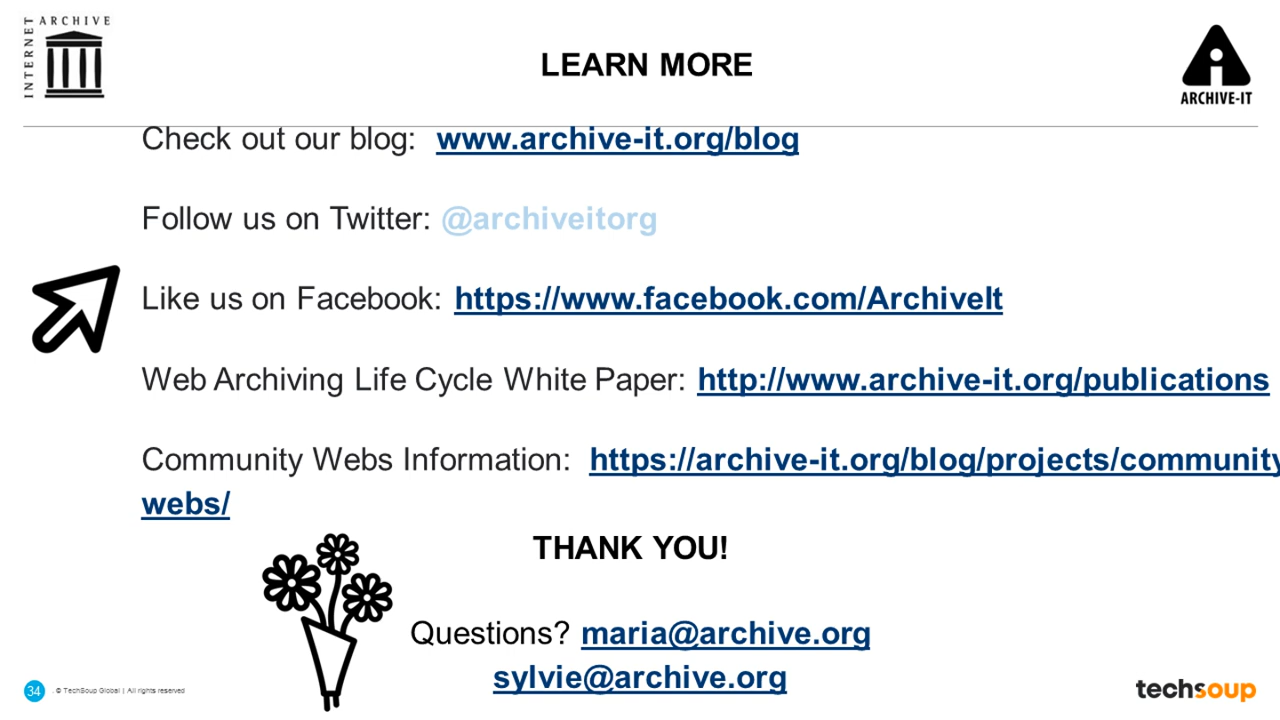 INTERNET ARCHIVE
LEARN MORE
ARCHIVE-IT
Check out our blog: www.archive-it.org/blog
Follow us on Twitter: @archiveitorg
Like us on Facebook: https://www.facebook.com/ArchiveIt
Web Archiving Life Cycle White Paper: http://www.archive-it.org/publications
Community Webs Information: https://archive-it.org/blog/projects/community
webs/
THANK YOU!
Questions? maria@archive.org
sylvie@archive.org
34 . © TechSoup Global | All rights reserved
techsoup